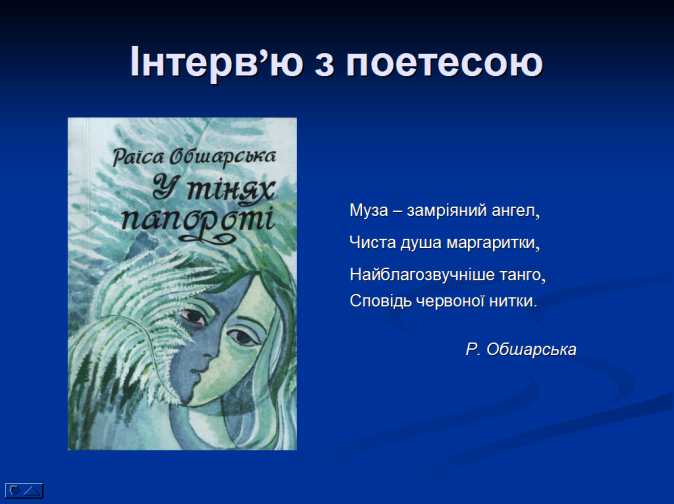 Інтерв’ю з поетесою
Раїса Обшарська
У тінях
папороті
Муза – замріяний ангел,
Чиста душа маргаритки,
Найблагозвучніше танго,
Сповідь червоної нитки.
Р. Обшарська